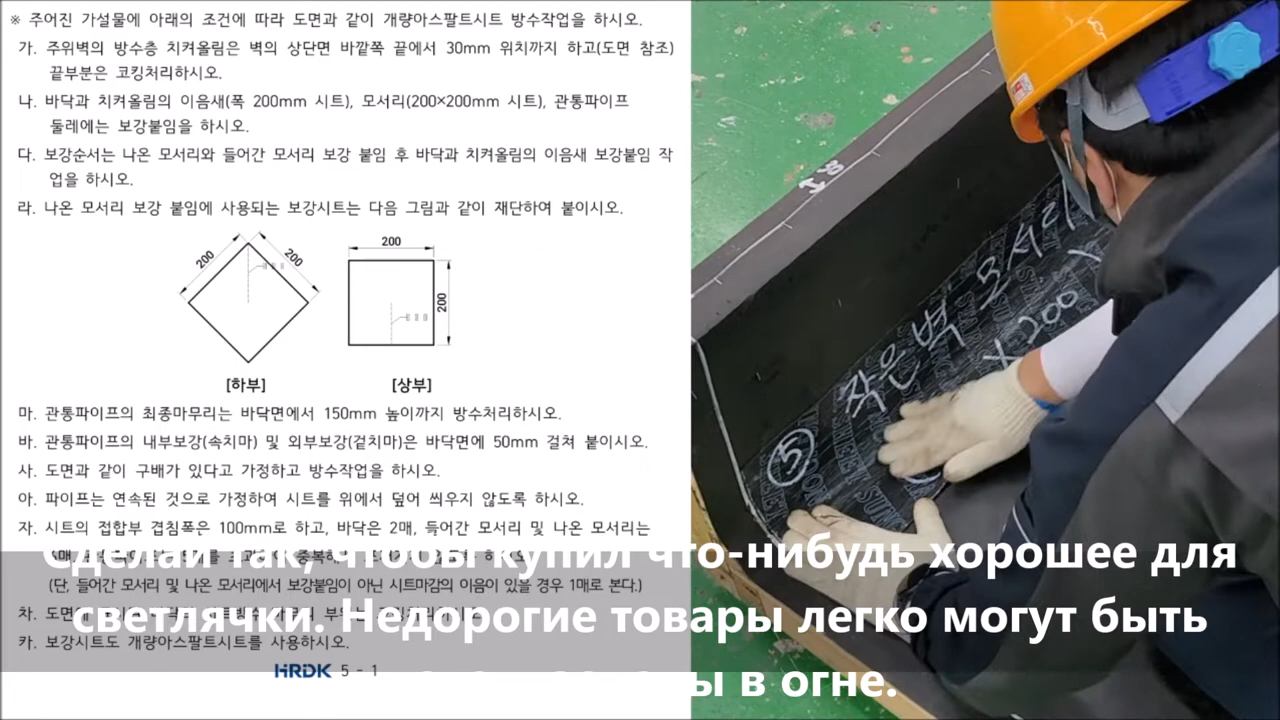 ※ 주어진 가설물에 아래의 조건에 따라 도면과 같이 개량아스팔트시트 방수작업을 하시오.
가. 주위벽의 방수층 치켜올림은 벽의 상단면 바깥쪽 끝에서 30mm 위치까지 하고(도면 참조)
끝부분은 코킹처리하시오.
나. 바닥과 치켜올림의 이음새(폭 200mm 시트), 모서리(200×200mm 시트), 관통파이프
둘레에는 보강붙임을 하시오.
다. 보강순서는 나온 모서리와 들어간 모서리 보강 붙임 후 바닥과 치켜올림의 이음새 보강붙임 작
업을 하시오.
라. 나온 모서리 보강 붙임에 사용되는 보강시트는 다음 그림과 같이 재단하여 붙이시오.
200 200
200
200
[하부] [상부]
마. 관통파이프의 최종마무리는 바닥면에서 150mm 높이까지 방수처리하시오.
바. 관통파이프의 내부보강(속치마) 및 외부보강(겉치마)은 바닥면에 50mm 걸쳐 붙이시오.
사. 도면과 같이 구배가 있다고 가정하고 방수작업을 하시오.
아. 파이프는 연속된 것으로 가정하여 시트를 위에서 덮어 씌우지 않도록 하시오.
자. 시트의 접합부 겹침폭은 100mm로 하고, 바닥은 2매, 들어간 모서리 및 나온 모서리는
(단, 들어간 모서리 및 나온 모서리에서 보강붙임이 아닌 시트마감의 이음이 있을 경우 1매로 본다.)
차.
카. 보강시트도 개량아스팔트시트를 사용하시오.
HRDK 5 - 1
작은 벽 모서리
X 200
⑤
так, чтобы купил что-нибудь хорошее для
светлячки. Недорогие товары легко могут быть
в огне.